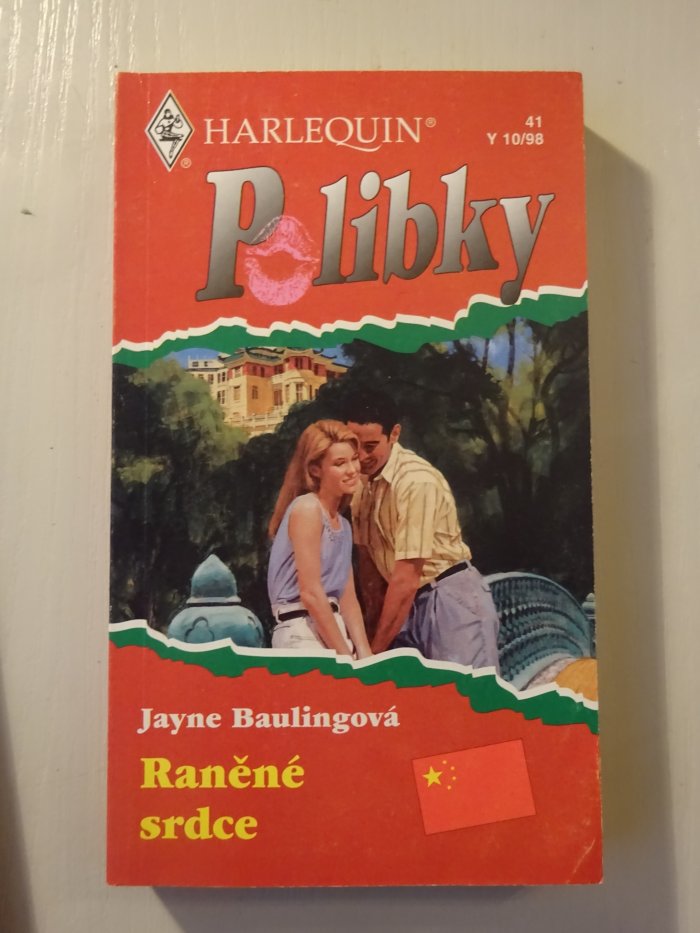 HARLEQUIN®
®
41
Y 10/98
Polibky
Jayne Baulingová
Raněné
srdce